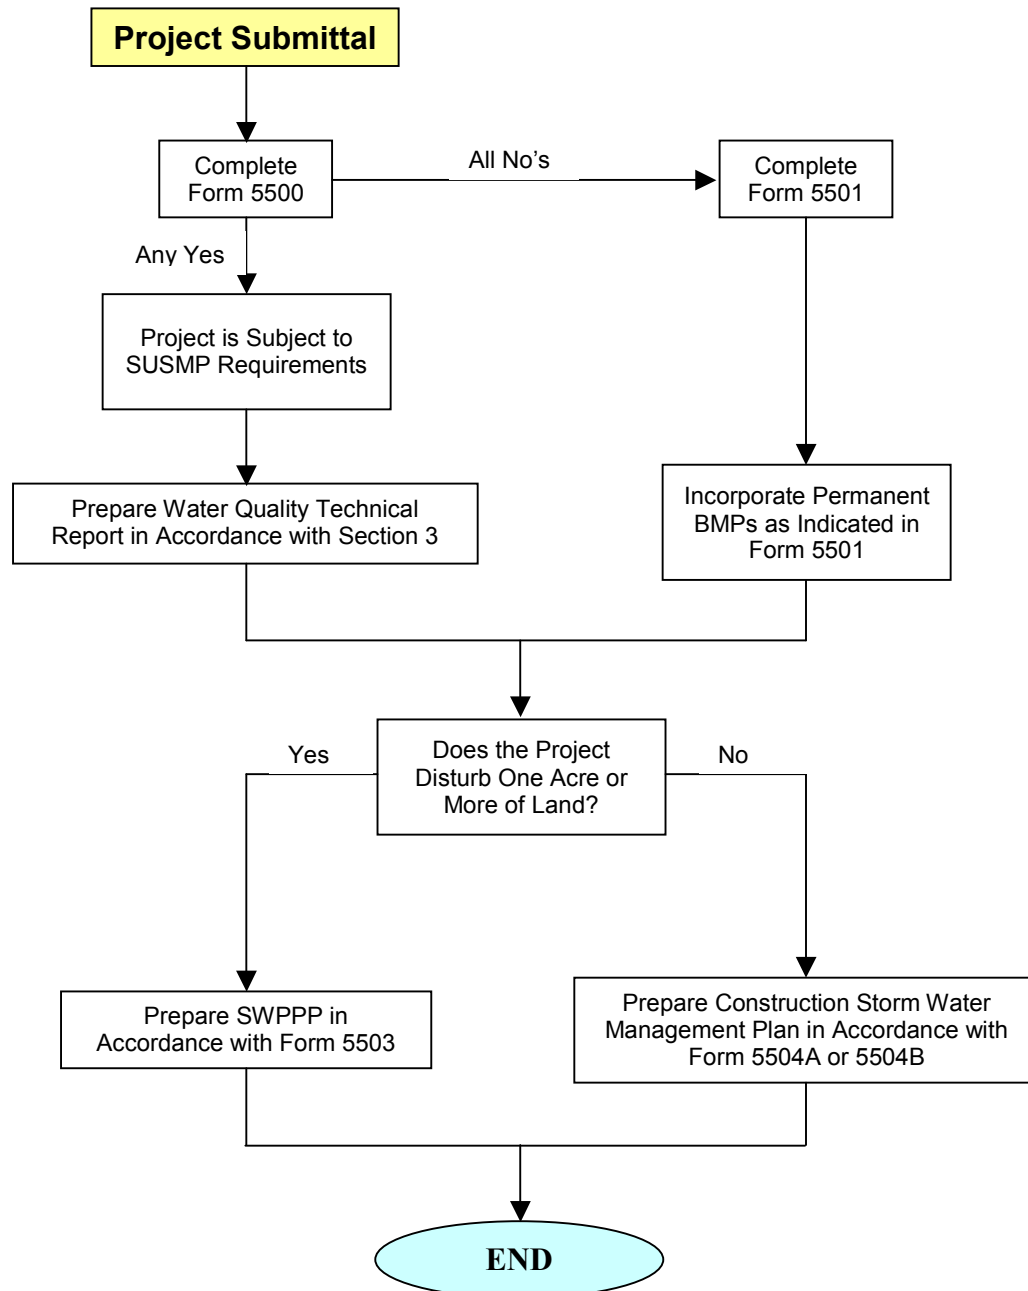 Project Submittal
Complete
Form 5500
All No's
Complete
Form 5501
Any Yes
Project is Subject to
SUSMP Requirements
Prepare Water Quality Technical
Report in Accordance with Section 3
Incorporate Permanent
BMPs as Indicated in
Form 5501
Does the Project
Disturb One Acre or
More of Land?
Yes
No
Prepare SWPPP in
Accordance with Form 5503
Prepare Construction Storm Water
Management Plan in Accordance with
Form 5504A or 5504B
END